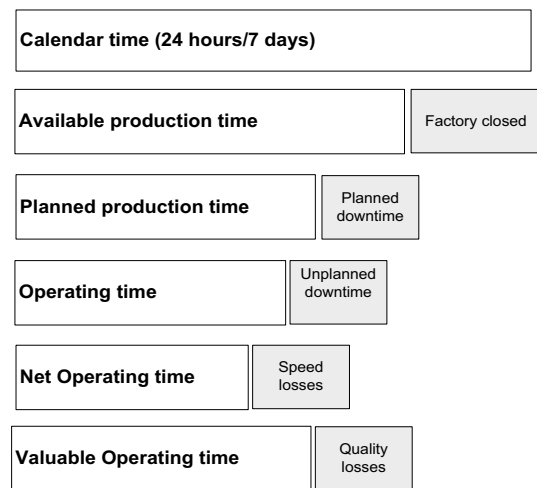 Calendar time (24 hours/7 days)
Available production time
Factory closed
Planned production time
Planned
downtime
Operating time
Unplanned
downtime
Net Operating time
Speed
losses
Valuable Operating time
Quality
losses